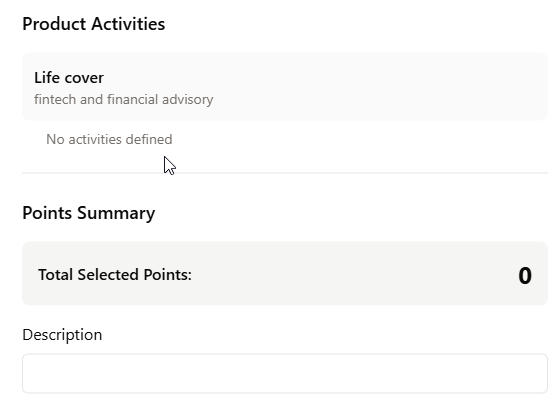 Product Activities
Life cover
fintech and financial advisory
No activities defined
Points Summary
Total Selected Points: 0
Description